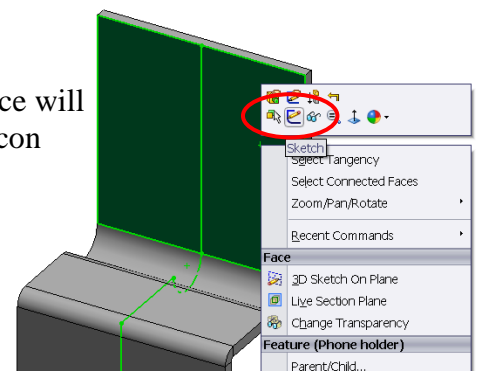 ce will
con
Sketch
Select Tangency
Select Connected Faces
Zoom/Pan/Rotate
Recent Commands
Face
3D Sketch On Plane
Live Section Plane
Change Transparency
Feature (Phone holder)
Parent/Child...